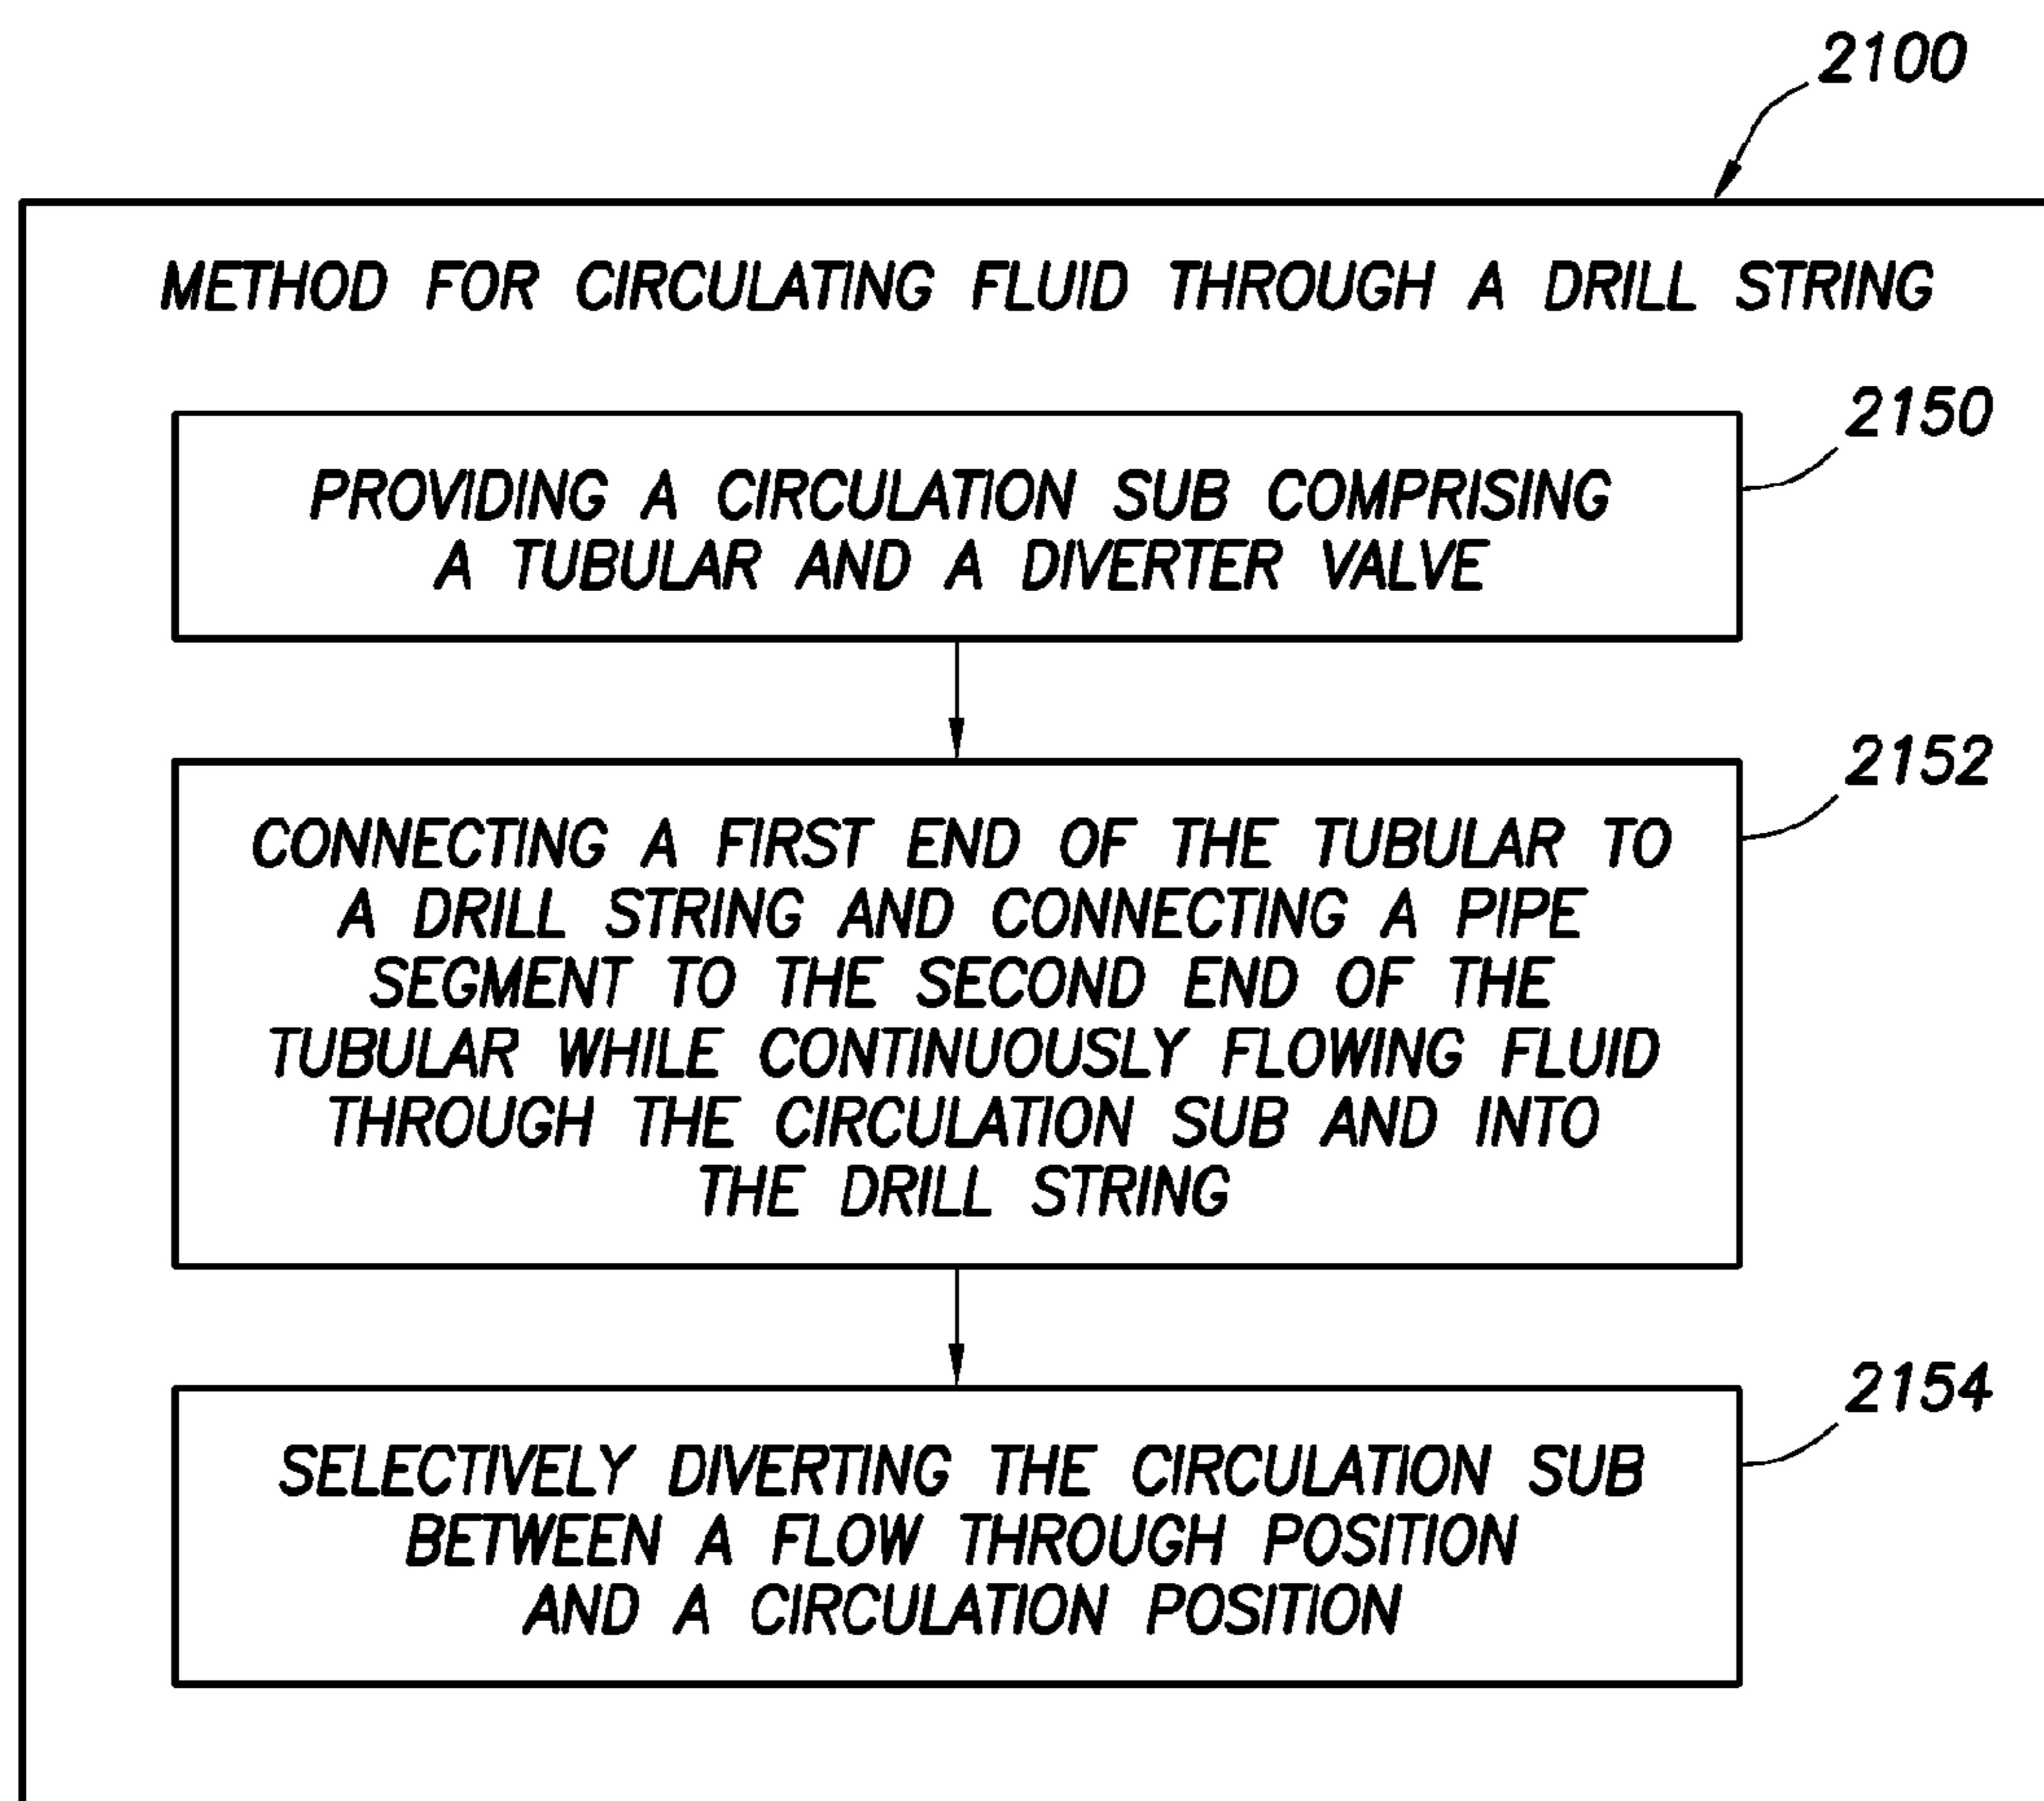 2100
METHOD FOR CIRCULATING FLUID THROUGH A DRILL STRING
2150
PROVIDING A CIRCULATION SUB COMPRISING
A TUBULAR AND A DIVERTER VALVE
2152
CONNECTING A FIRST END OF THE TUBULAR TO
A DRILL STRING AND CONNECTING A PIPE
SEGMENT TO THE SECOND END OF THE
TUBULAR WHILE CONTINUOUSLY FLOWING FLUID
THROUGH THE CIRCULATION SUB AND INTO
THE DRILL STRING
2154
SELECTIVELY DIVERTING THE CIRCULATION SUB
BETWEEN A FLOW THROUGH POSITION
AND A CIRCULATION POSITION